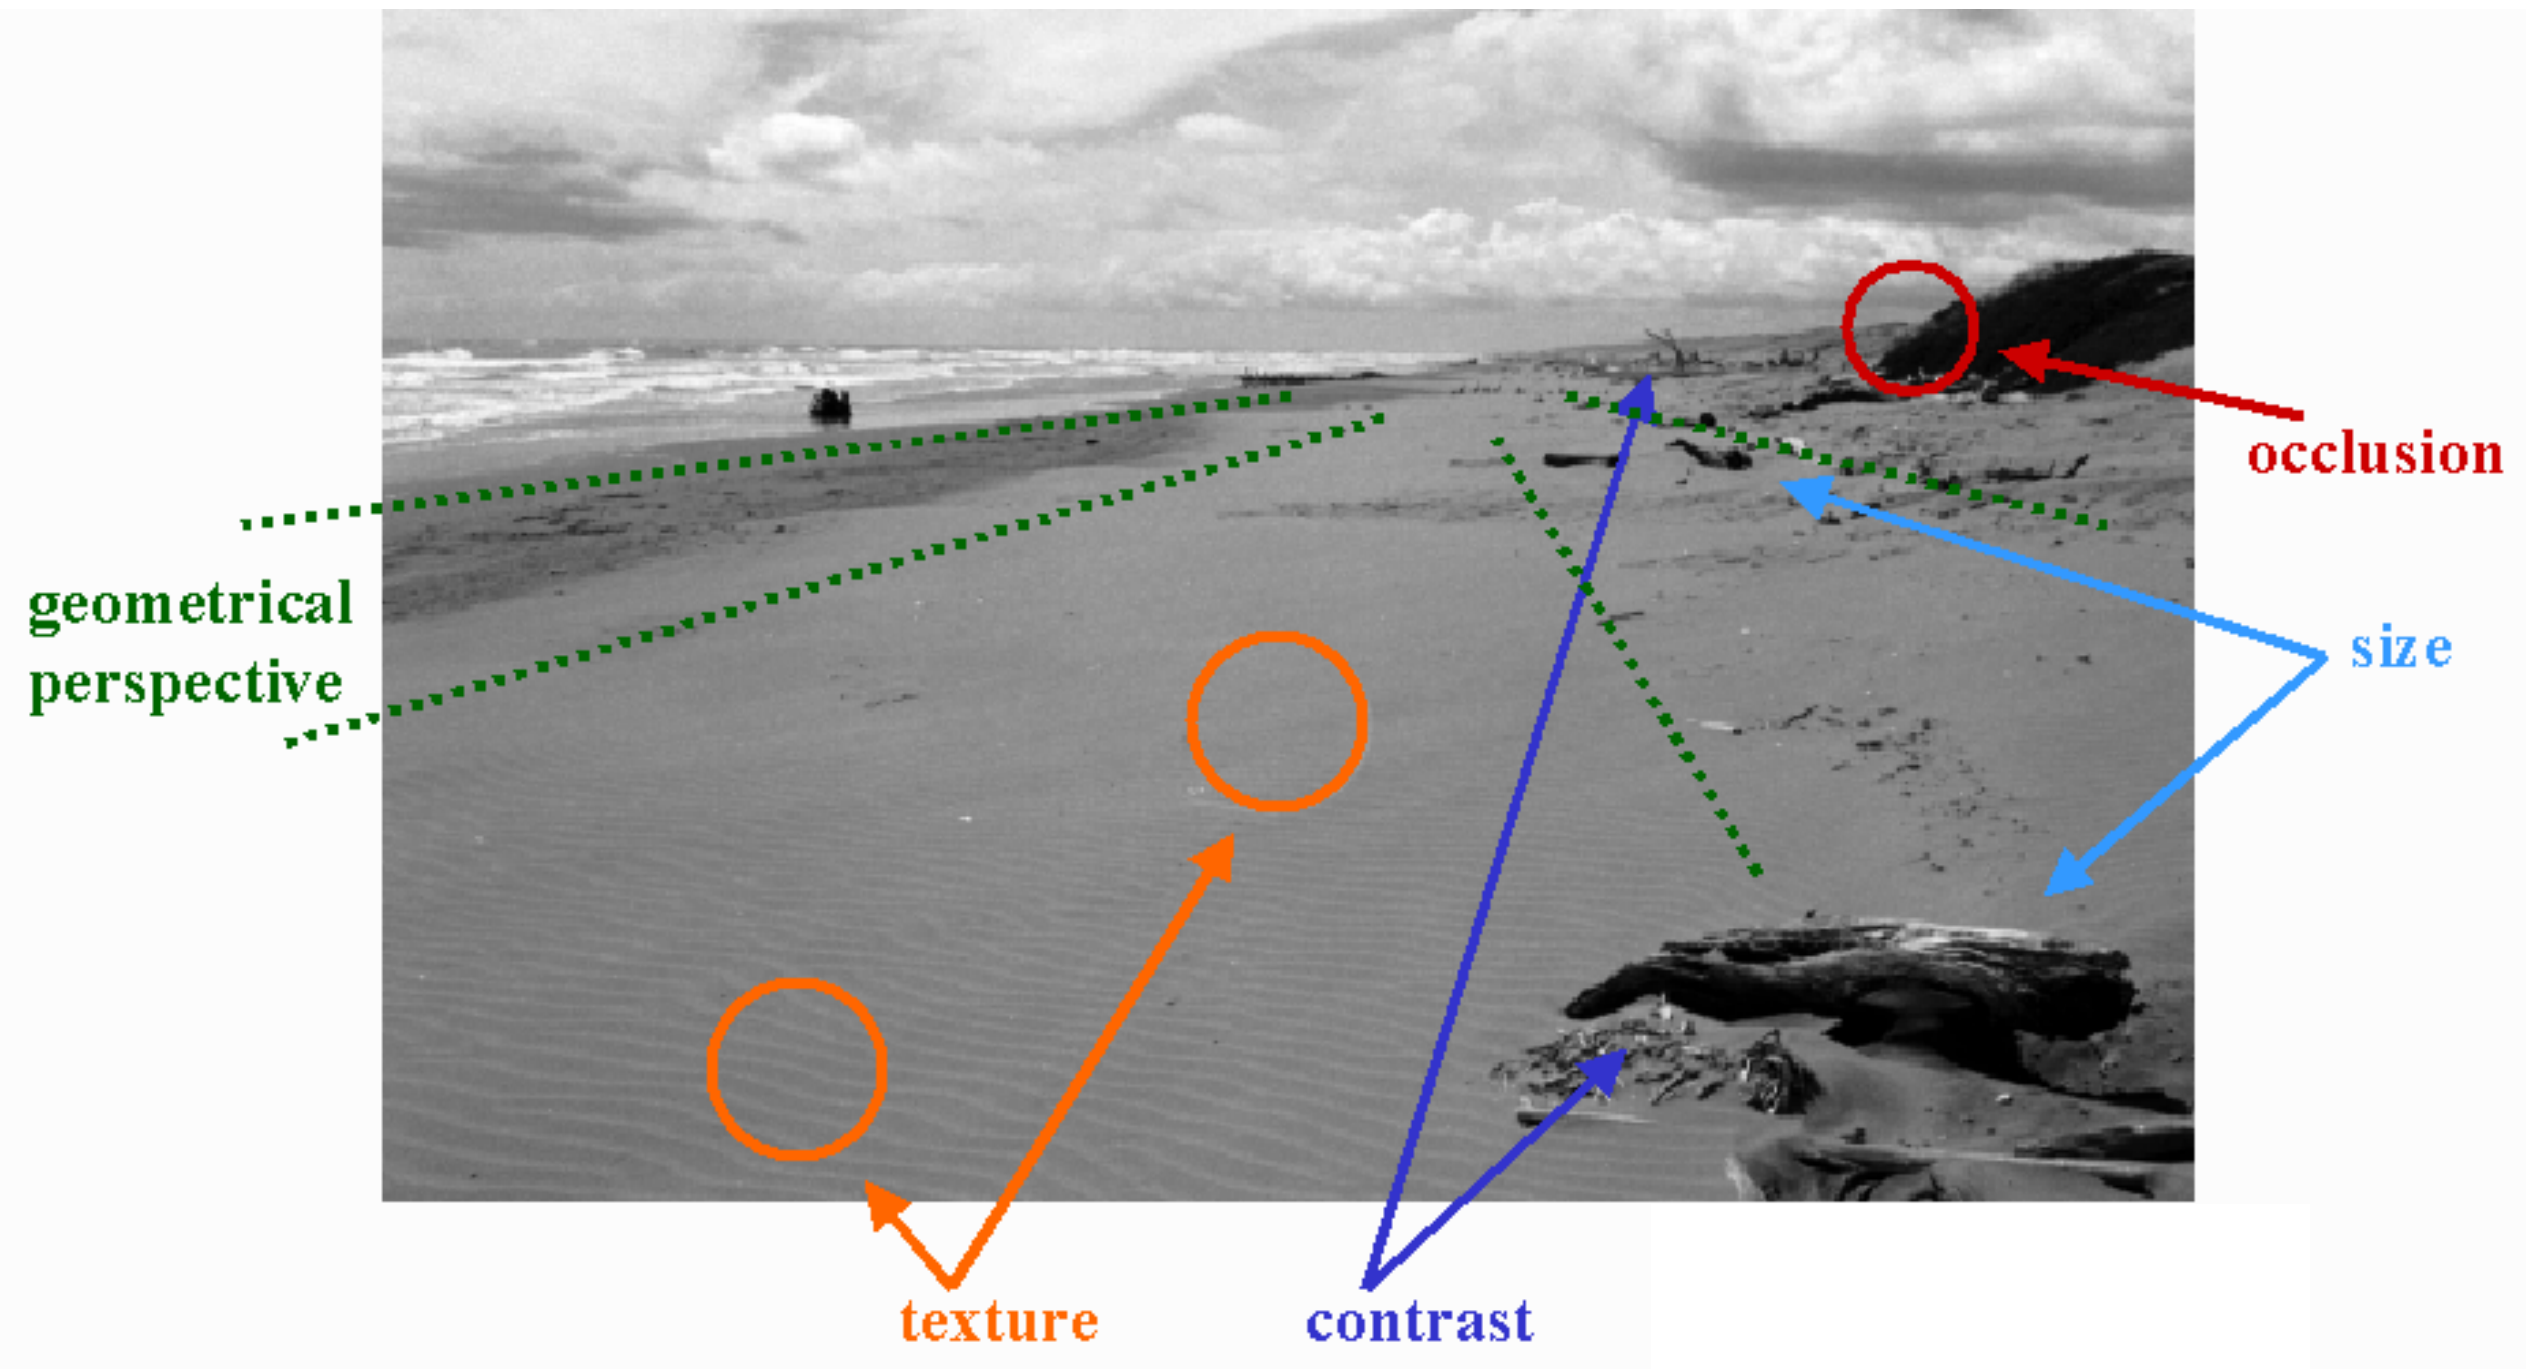 occlusion
geometrical
perspective
size
texture
contrast